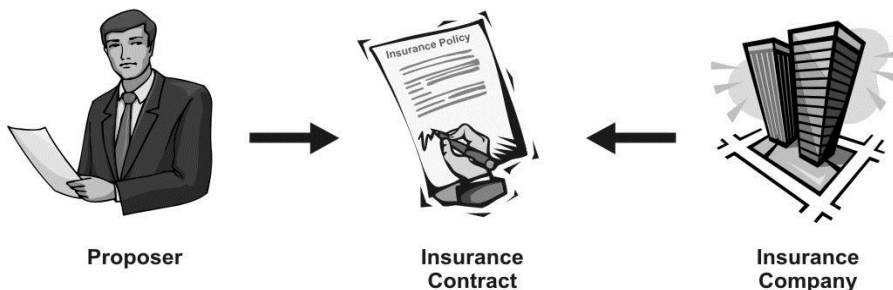 Insurance Policy
Proposer
Insurance
Contract
Insurance
Company